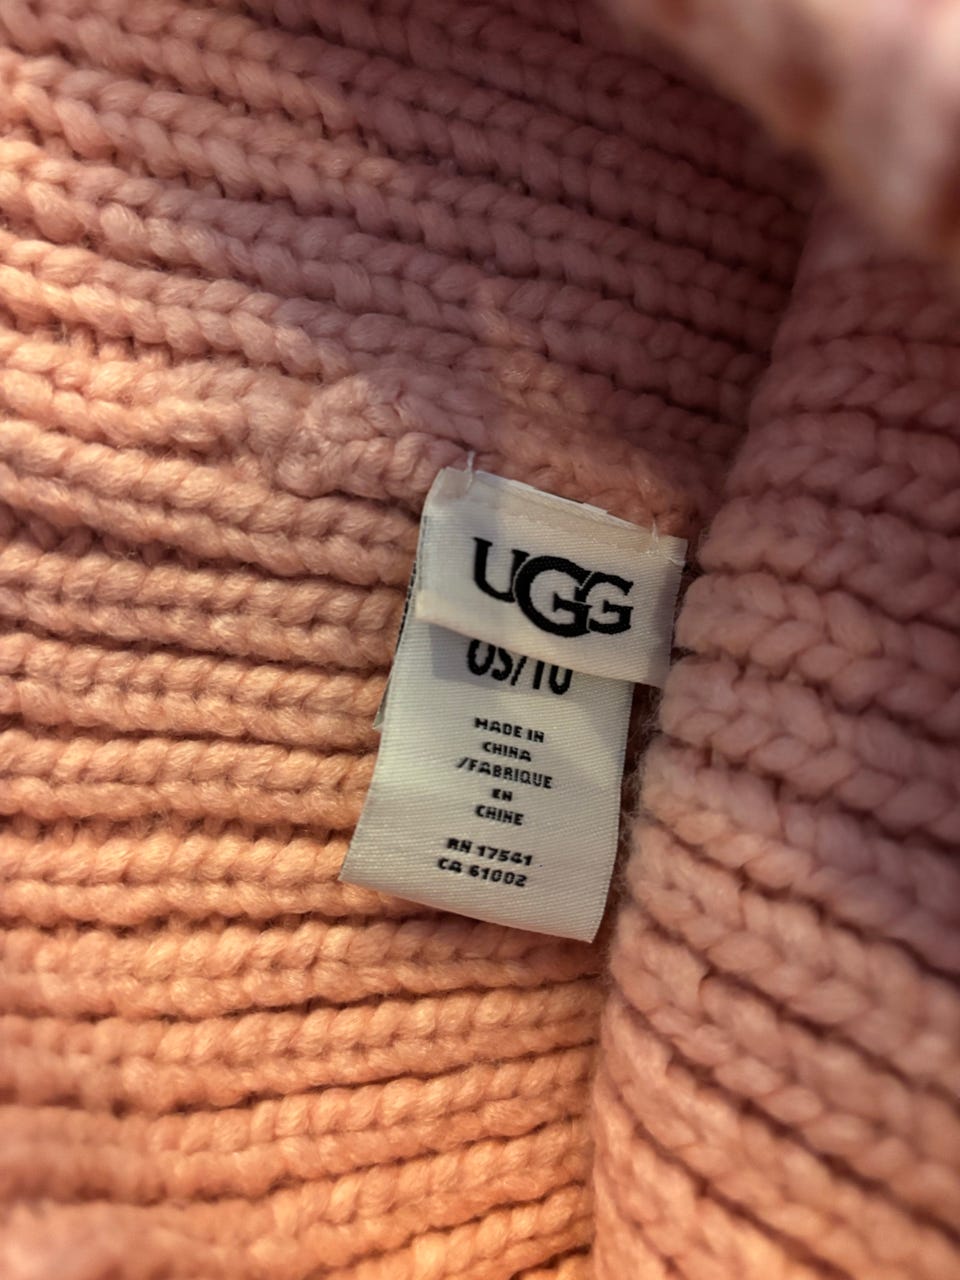 UGG
OS/TU
MADE IN
CHINA
/FABRIQUE
EN
CHINE
RN 17541
CA 61002